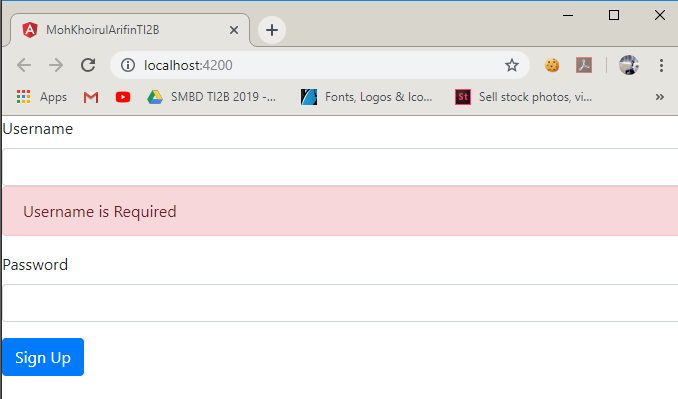 MohKhoirulArifinTI2B
localhost:4200
Apps SMBD TI2B 2019 -... Fonts, Logos & Ico... St Sell stock photos, vi... »
Username
Username is Required
Password
Sign Up